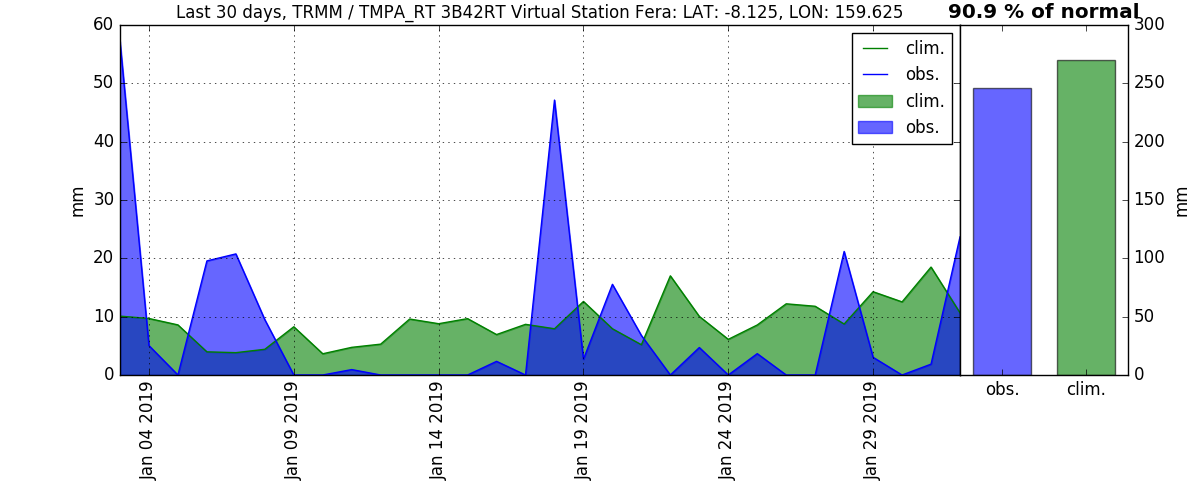 Last 30 days, TRMM / TMPA_RT 3B42RT Virtual Station Fera: LAT: -8.125, LON: 159.625
90.9 % of normal
60
50
40
30
20
10
0
mm
clim.
obs.
clim.
obs.
300
250
200
150
100
50
0
mm
Jan 04 2019
Jan 09 2019
Jan 14 2019
Jan 19 2019
Jan 24 2019
Jan 29 2019
obs.
clim.